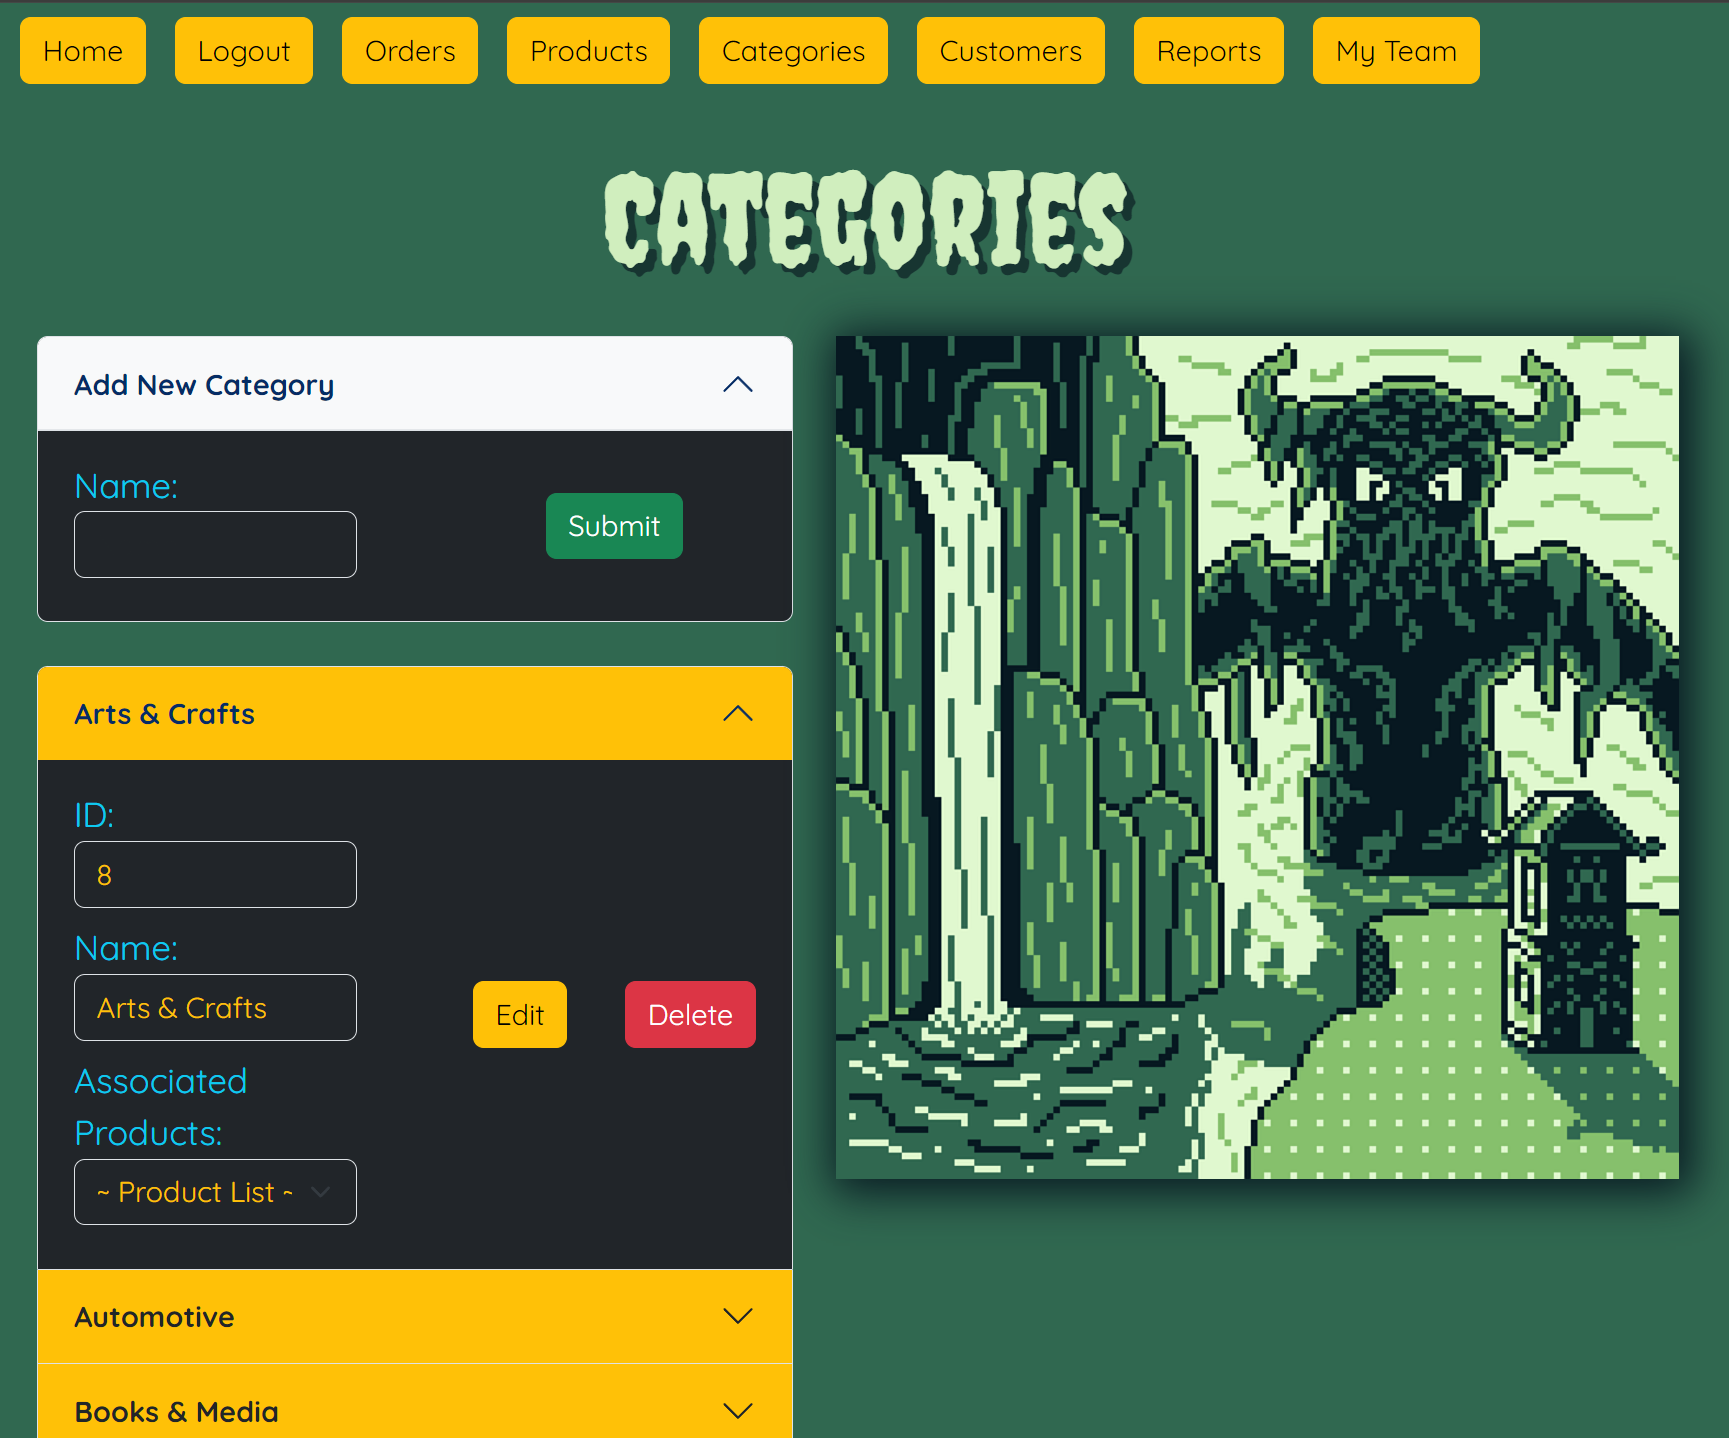 Home Logout Orders Products Categories Customers Reports My Team
CATEGORIES
Add New Category
Name:
Submit
Arts & Crafts
ID:
8
Name:
Arts & Crafts
Edit Delete
Associated
Products:
~ Product List ~
Automotive
Books & Media